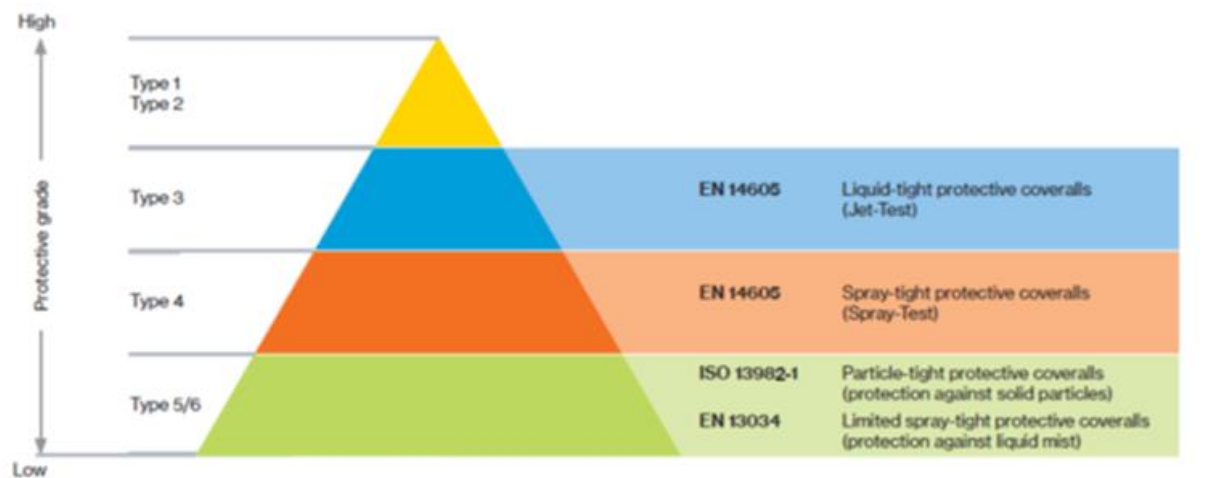 High
Type 1
Type 2
Type 3
EN 14605
Liquid-tight protective coveralls
(Jet-Test)
Protective grade
Type 4
EN 14605
Spray-tight protective coveralls
(Spray-Test)
Type 5/6
ISO 13982-1
Particle-tight protective coveralls
(protection against solid particles)
EN 13034
Limited spray-tight protective coveralls
(protection against liquid mist)
Low